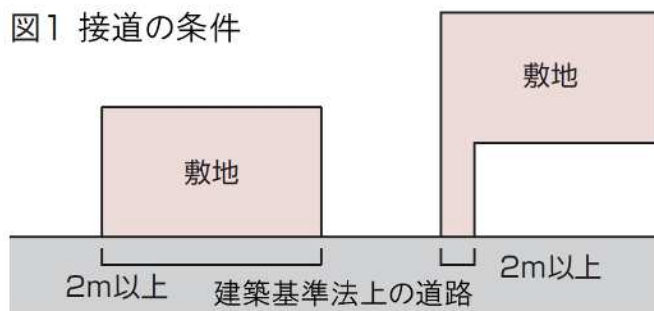 図1 接道の条件
敷地
敷地
2m以上
建築基準法上の道路
2m以上